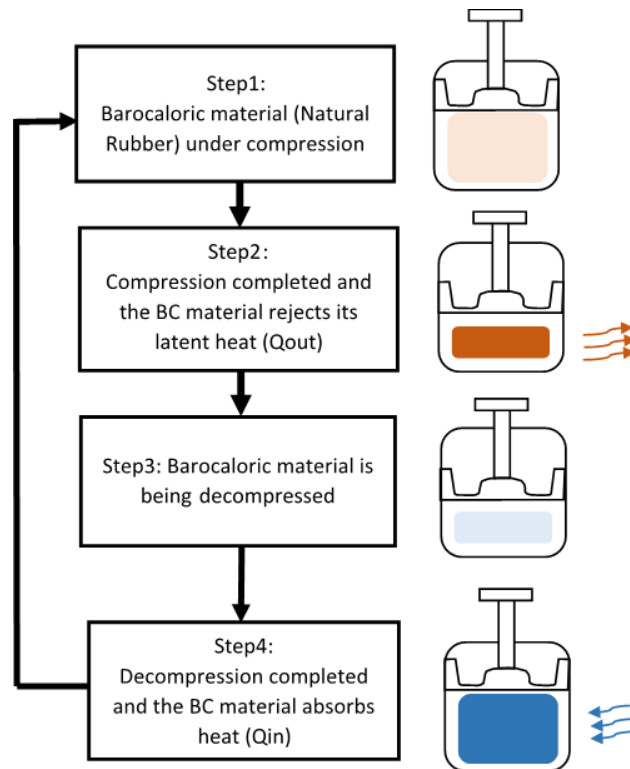 Step1:
Barocaloric material (Natural
Rubber) under compression
Step2:
Compression completed and
the BC material rejects its
latent heat (Qout)
Step3: Barocaloric material is
being decompressed
Step4:
Decompression completed
and the BC material absorbs
heat (Qin)